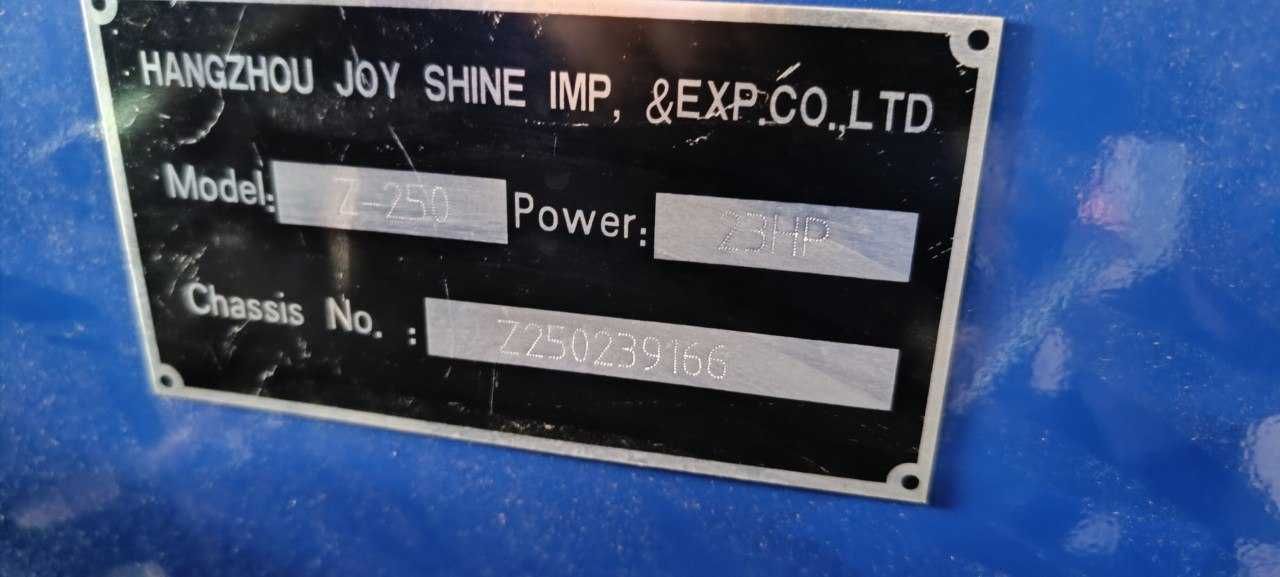 HANGZHOU JOY SHINE IMP, &EXP.CO.,LTD
Model: Z-250 Power: 23HP
Chassis No. : Z250239166